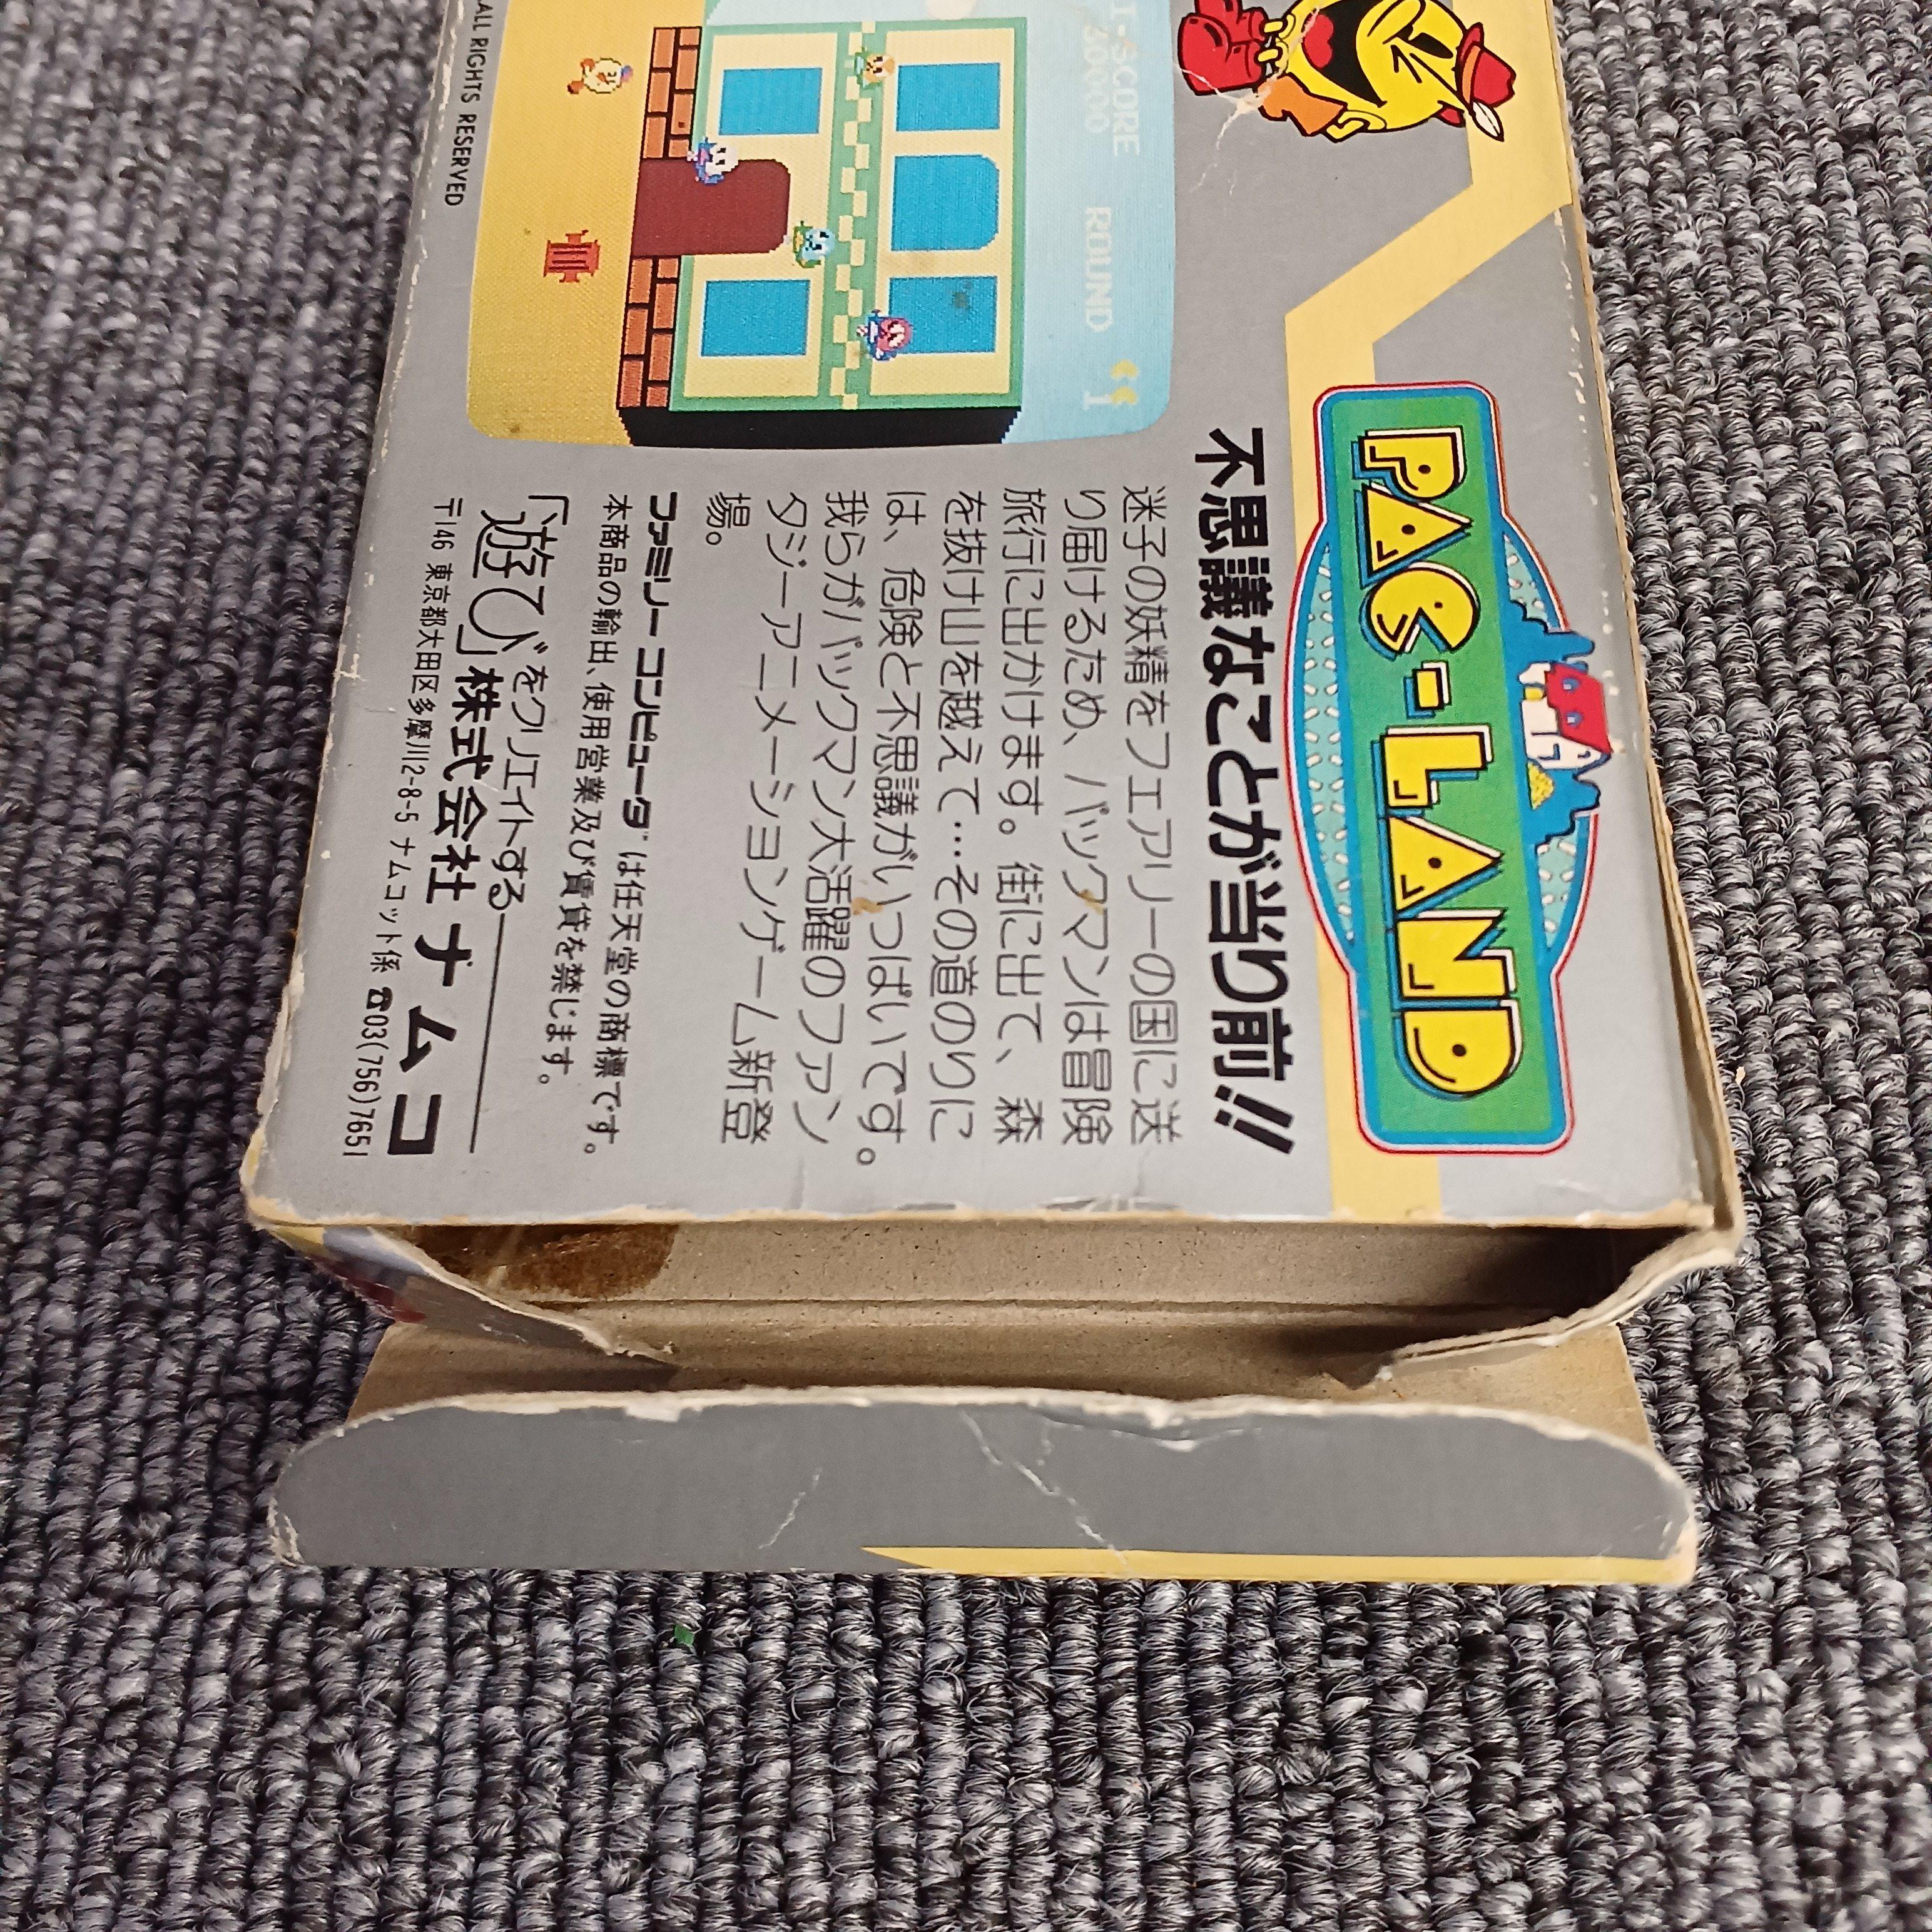 PAC-LAND
不思議なことが当り前!!
迷子の妖精をフェアリーの国に送
り届けるため、パックマンは冒険
旅行に出かけます。街に出て、森
を抜け山を越えて…その道のりに
は、危険と不思議がいっぱいです。
我らがパックマン大活躍のファン
タジーアニメーションゲーム新登
場。
ファミリー コンピュータ は任天堂の商標です。
本商品の輸出、使用営業及び賃貸を禁じます。
「遊び」をクリエイトする
株式会社 ナムコ
〒146 東京都大田区多摩川2-8-5 ナムコット係 ☎03(756)7651
I-SCORE ROUND 1
30000
ALL RIGHTS RESERVED